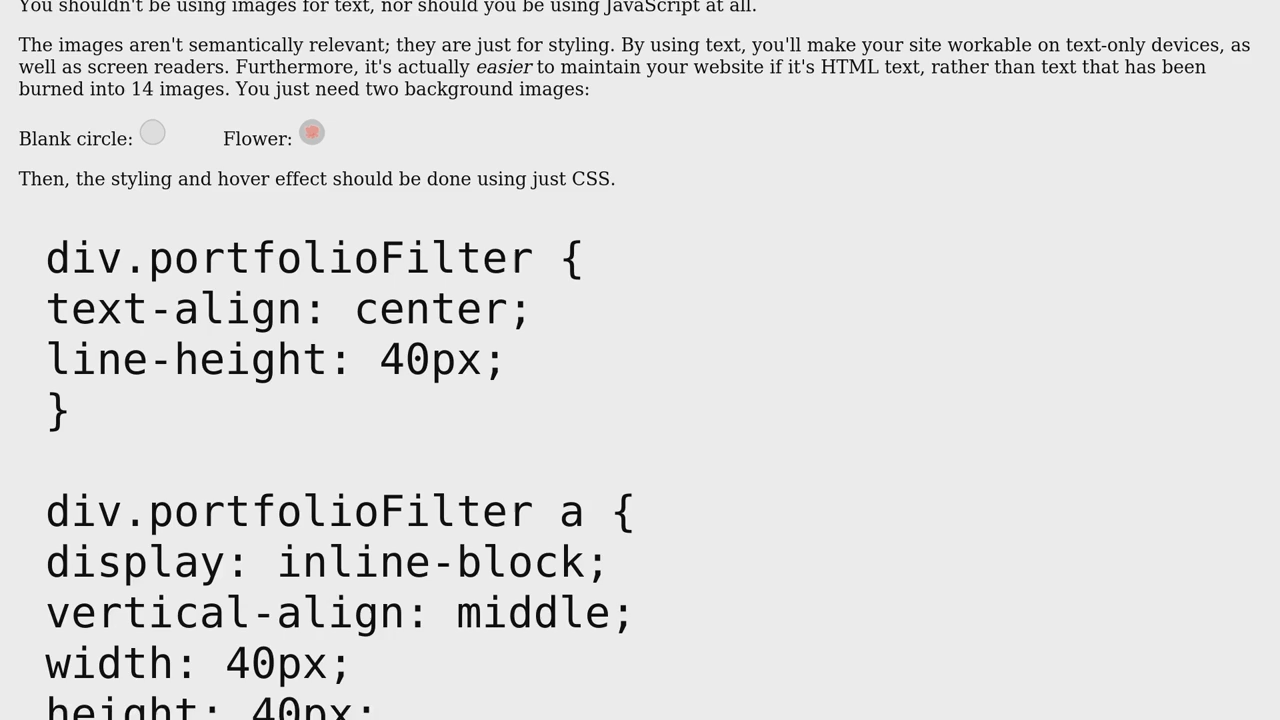 You shouldn't be using images for text, nor should you be using JavaScript at all.
The images aren't semantically relevant; they are just for styling. By using text, you'll make your site workable on text-only devices, as
well as screen readers. Furthermore, it's actually easier to maintain your website if it's HTML text, rather than text that has been
burned into 14 images. You just need two background images:
Blank circle: Flower:
Then, the styling and hover effect should be done using just CSS.
div.portfolioFilter {
text-align: center;
line-height: 40px;
}
div.portfolioFilter a {
display: inline-block;
vertical-align: middle;
width: 40px;
height: 40px;